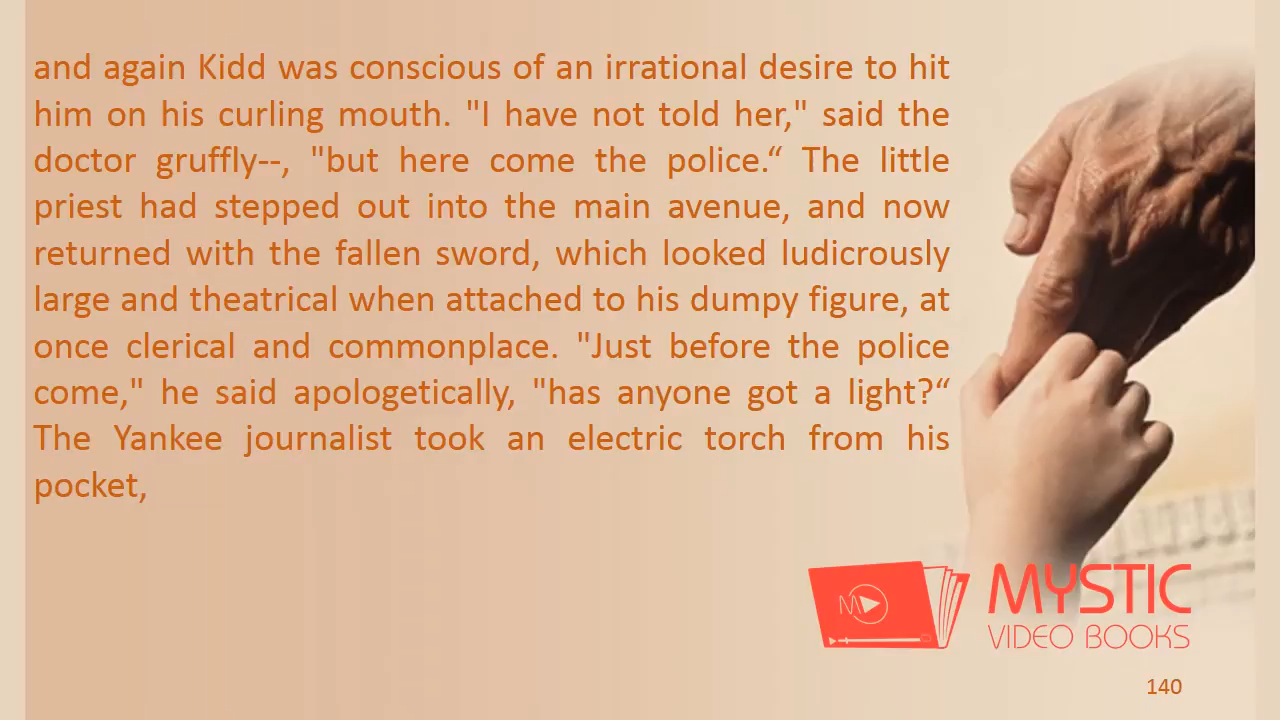 and again Kidd was conscious of an irrational desire to hit
him on his curling mouth. "I have not told her," said the
doctor gruffly--, "but here come the police.“ The little
priest had stepped out into the main avenue, and now
returned with the fallen sword, which looked ludicrously
large and theatrical when attached to his dumpy figure, at
once clerical and commonplace. "Just before the police
come," he said apologetically, "has anyone got a light?“
The Yankee journalist took an electric torch from his
pocket,
M
MYSTIC
VIDEO BOOKS
140